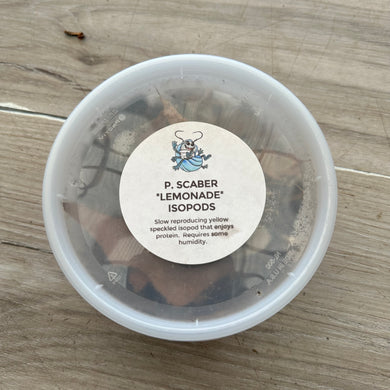 P. SCABER
"LEMONADE"
ISOPODS
Slow reproducing yellow
speckled isopod that enjoys
protein. Requires some
humidity.